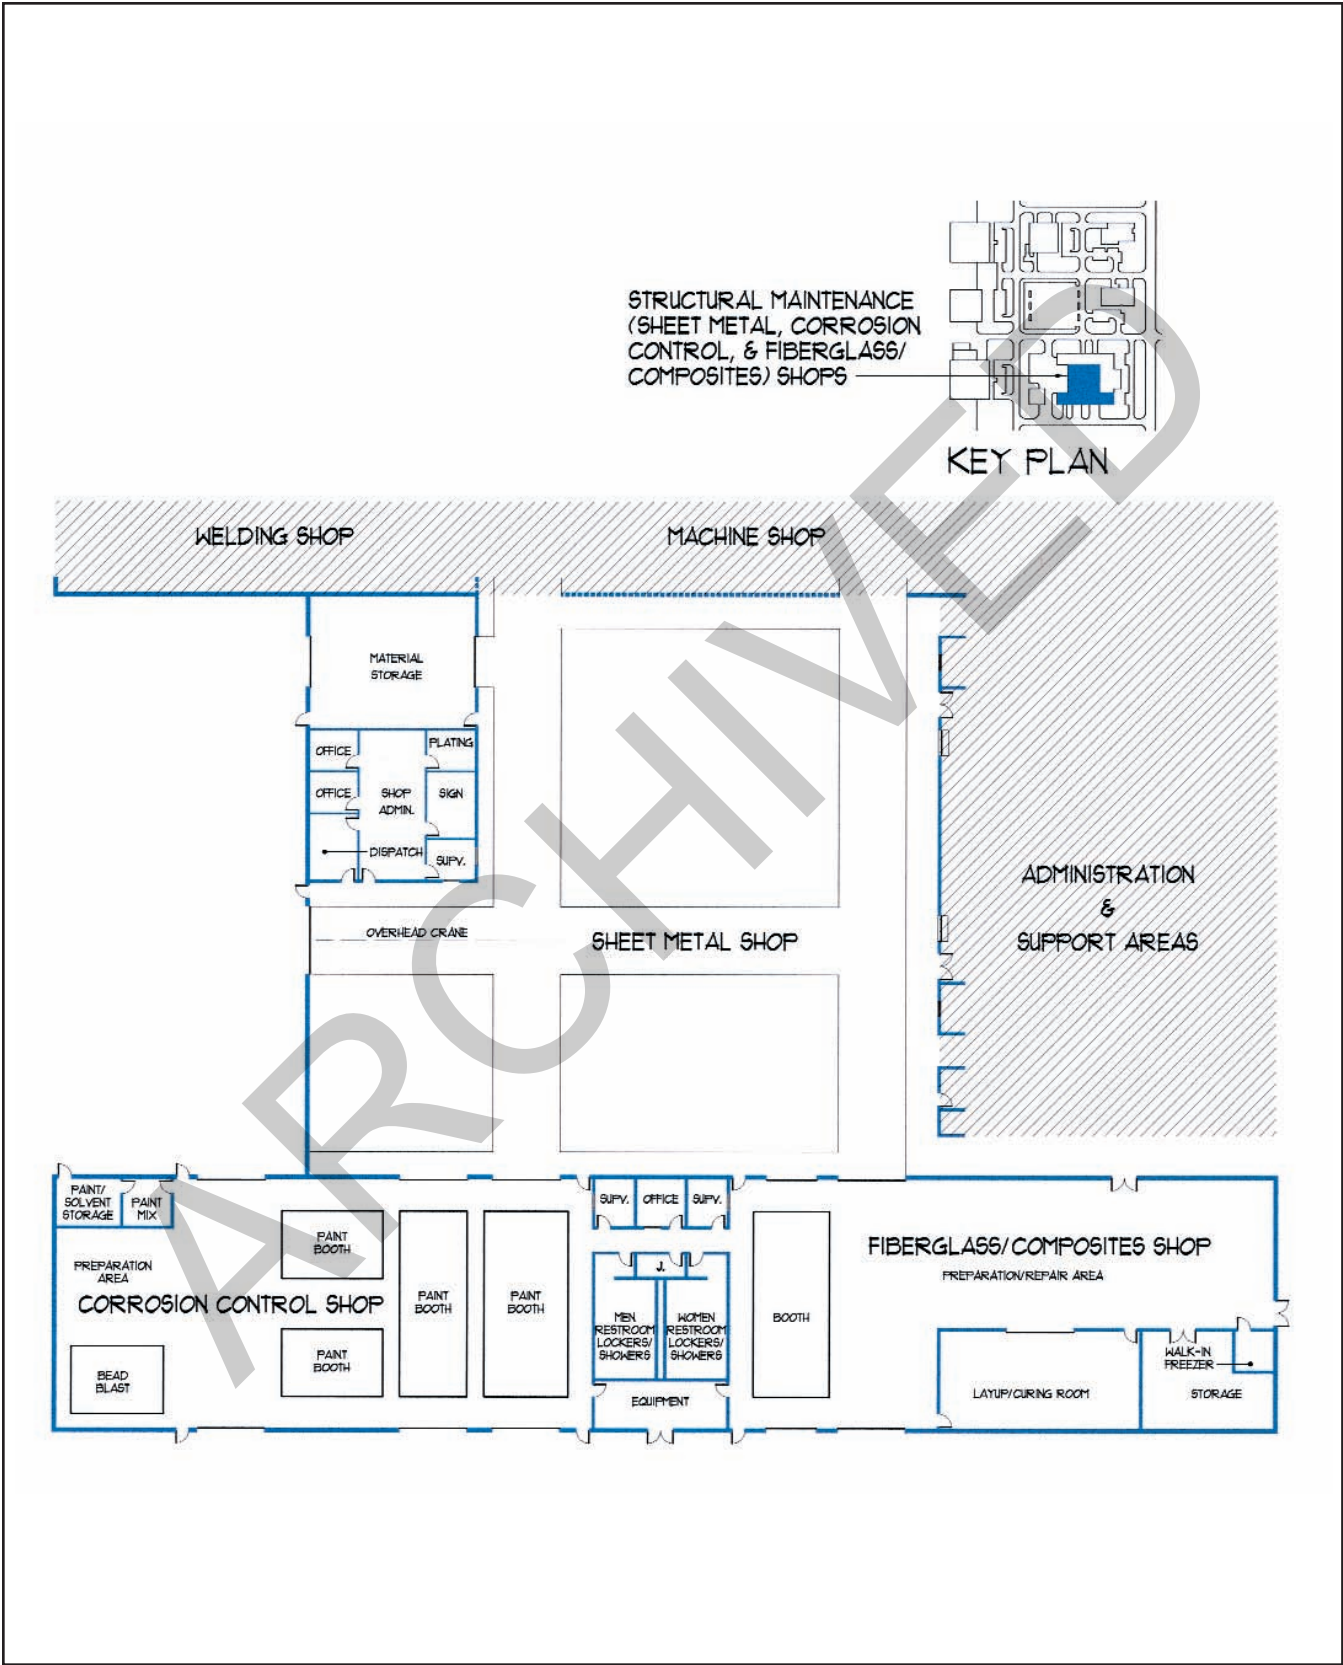 STRUCTURAL MAINTENANCE
(SHEET METAL, CORROSION
CONTROL, & FIBERGLASS/
COMPOSITES) SHOPS
KEY PLAN
WELDING SHOP
MACHINE SHOP
MATERIAL
STORAGE
OFFICE
PLATING
OFFICE
SHOP
ADMIN.
SIGN
DISPATCH
SUPV.
ADMINISTRATION
&
SUPPORT AREAS
OVERHEAD CRANE
SHEET METAL SHOP
ARCHIVED
PAINT/
SOLVENT
STORAGE
PAINT
MIX
SUPV.
OFFICE
SUPV.
PAINT
BOOTH
FIBERGLASS/COMPOSITES SHOP
PREPARATION/REPAIR AREA
PREPARATION
AREA
J.
CORROSION CONTROL SHOP
PAINT
BOOTH
PAINT
BOOTH
MEN
RESTROOM
LOCKERS/
SHOWERS
WOMEN
RESTROOM
LOCKERS/
SHOWERS
BOOTH
PAINT
BOOTH
WALK-IN
FREEZER
BEAD
BLAST
EQUIPMENT
LAYUP/CURING ROOM
STORAGE